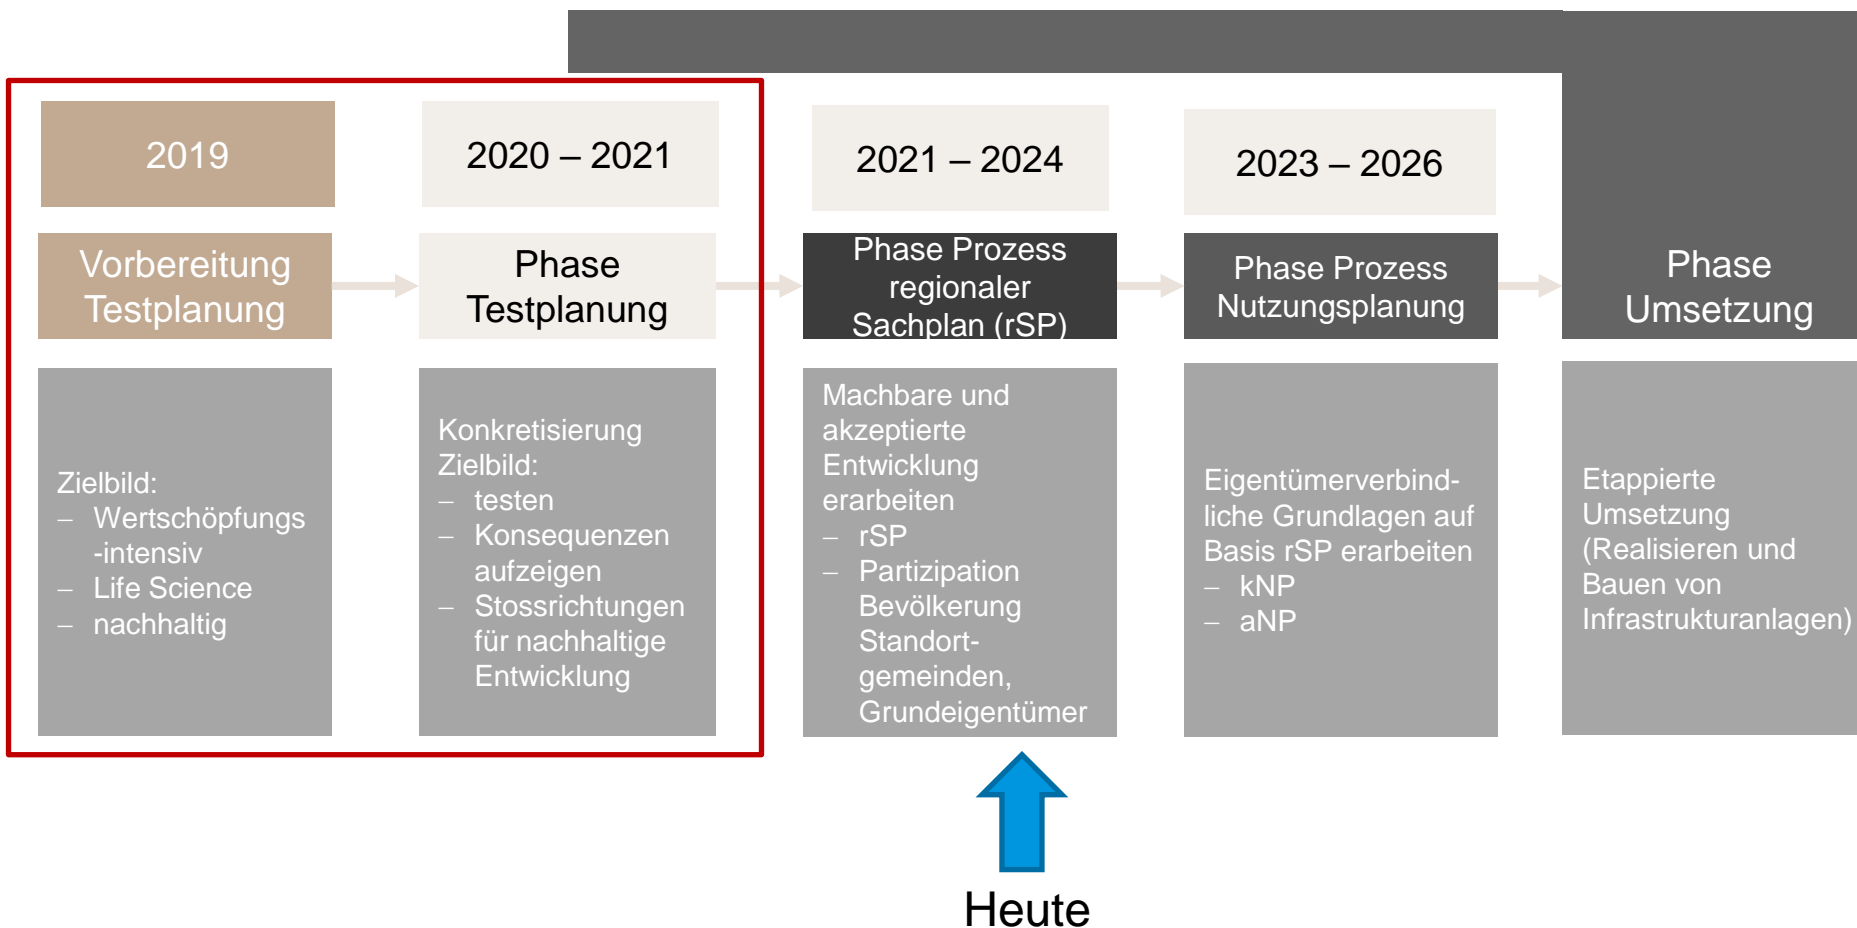 2019
2020 – 2021
2021 – 2024
2023 – 2026
Vorbereitung
Testplanung
Phase
Testplanung
Phase Prozess
regionaler
Sachplan (rSP)
Phase Prozess
Nutzungsplanung
Phase
Umsetzung
Zielbild:
– Wertschöpfungs
-intensiv
– Life Science
– nachhaltig
Konkretisierung
Zielbild:
– testen
– Konsequenzen
aufzeigen
– Stossrichtungen
für nachhaltige
Entwicklung
Machbare und
akzeptierte
Entwicklung
erarbeiten
– rSP
– Partizipation
Bevölkerung
Standort-
gemeinden,
Grundeigentümer
Eigentümerverbind-
liche Grundlagen auf
Basis rSP erarbeiten
– kNP
– aNP
Etappierte
Umsetzung
(Realisieren und
Bauen von
Infrastrukturanlagen)
Heute